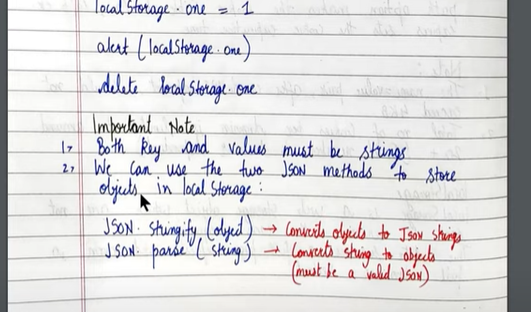 localStorage.one = 1
alert (localStorage.one)
delete localStorage.one
Important Note
1> Both key and values must be strings
2> We can use the two JSON methods to store
objects in local Storage:
JSON.stringify (object) → Converts objects to JSON strings
JSON.parse (string) → Converts string to objects
(must be a valid JSON)